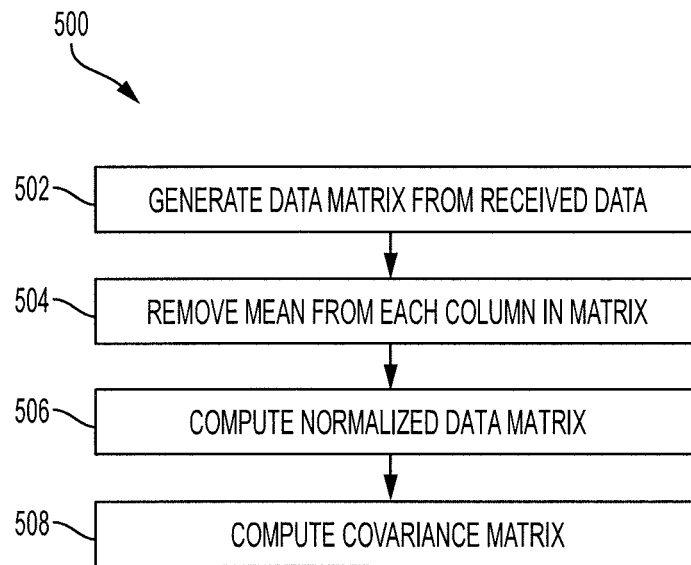 500
502
GENERATE DATA MATRIX FROM RECEIVED DATA
504
REMOVE MEAN FROM EACH COLUMN IN MATRIX
506
COMPUTE NORMALIZED DATA MATRIX
508
COMPUTE COVARIANCE MATRIX